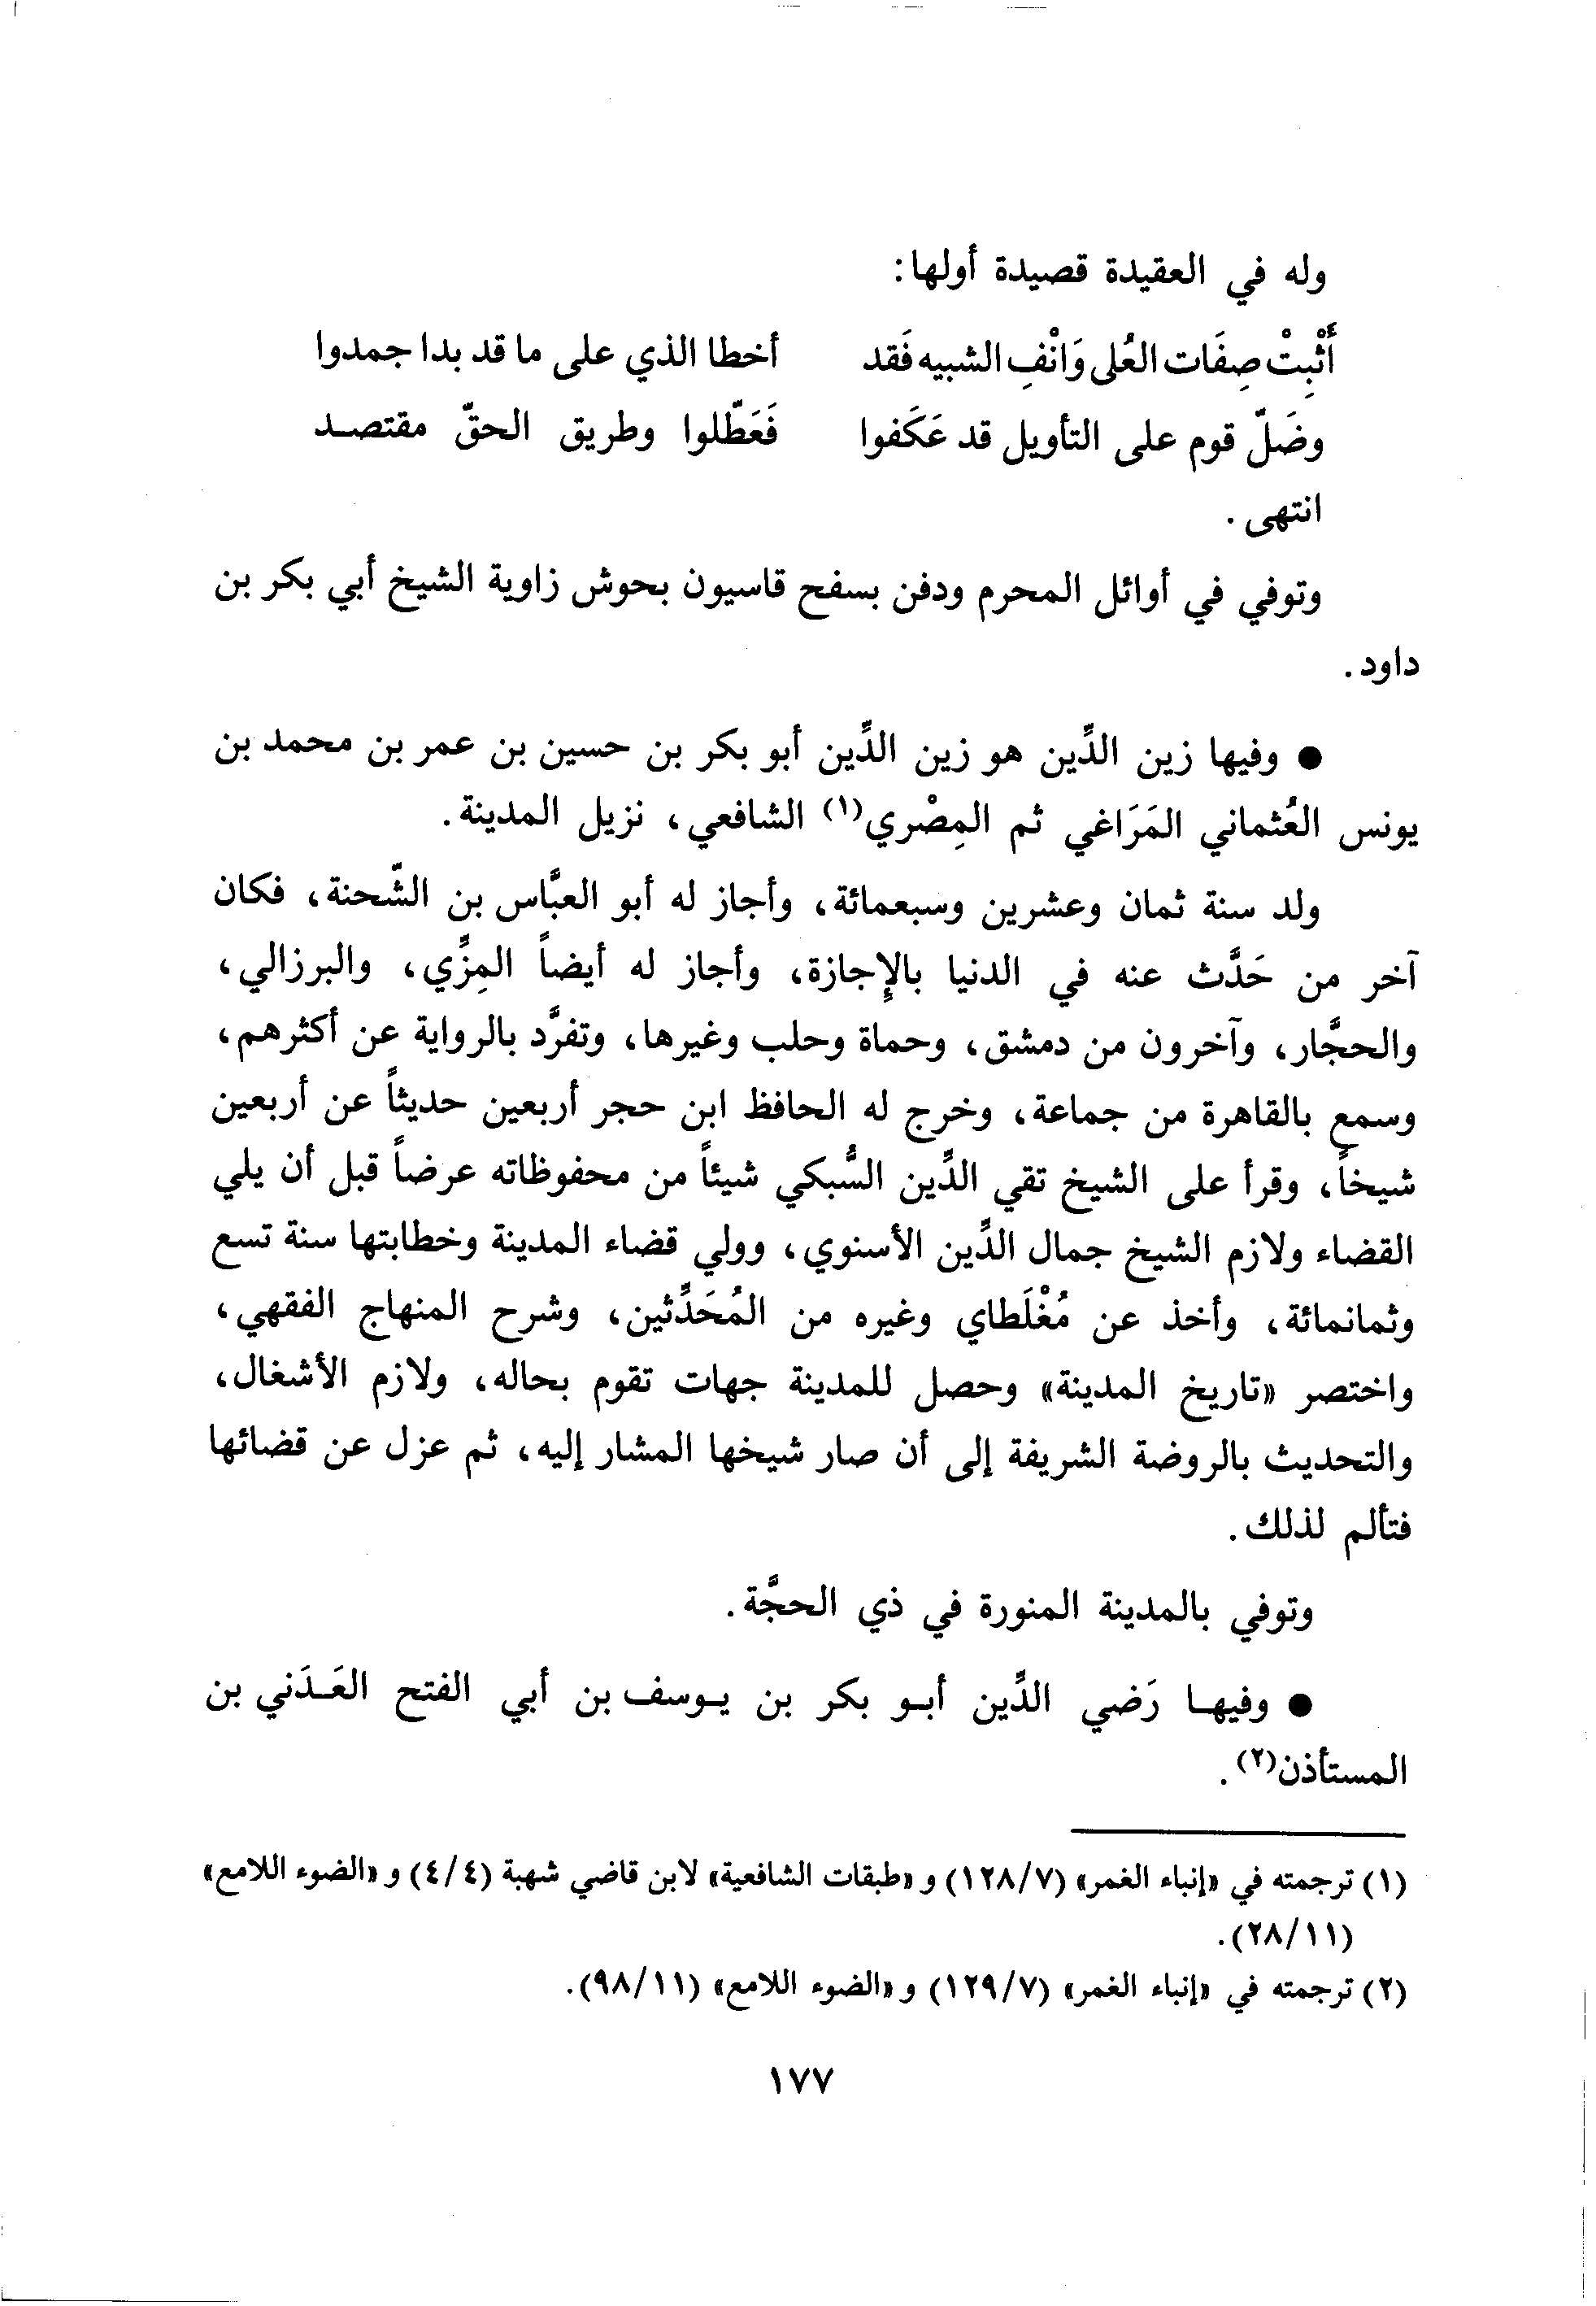 وله في العقيدة قصيدة أولها:
أَثْبِتْ صِفَات العُلى وَانْفِ الشبيه فَقد أخطا الذي على ما قد بدا جمدوا
وضَلّ قوم على التأويل قد عَكَفوا فَعَطّلوا وطريق الحقّ مقتصد
انتهى.
وتوفي في أوائل المحرم ودفن بسفح قاسيون بحوش زاوية الشيخ أبي بكر بن
داود.
● وفيها زين الدِّين هو زين الدِّين أبو بكر بن حسين بن عمر بن محمد بن
يونس العُثماني المَرَاغي ثم المِصْري(١) الشافعي، نزيل المدينة.
ولد سنة ثمان وعشرين وسبعمائة، وأجاز له أبو العبَّاس بن الشّحنة، فكان
آخر من حَدَّث عنه في الدنيا بالإِجازة، وأجاز له أيضاً المِزِّي، والبرزالي،
والحجَّار، وآخرون من دمشق، وحماة وحلب وغيرها، وتفرَّد بالرواية عن أكثرهم،
وسمع بالقاهرة من جماعة، وخرج له الحافظ ابن حجر أربعين حديثاً عن أربعين
شيخاً، وقرأ على الشيخ تقي الدِّين السُّبكي شيئاً من محفوظاته عرضاً قبل أن يلي
القضاء ولازم الشيخ جمال الدِّين الأسنوي، وولي قضاء المدينة وخطابتها سنة تسع
وثمانمائة، وأخذ عن مُغْلَطاي وغيره من المُحَدِّثين، وشرح المنهاج الفقهي،
واختصر «تاريخ المدينة» وحصل للمدينة جهات تقوم بحاله، ولازم الأشغال،
والتحديث بالروضة الشريفة إلى أن صار شيخها المشار إليه، ثم عزل عن قضائها
فتألم لذلك.
وتوفي بالمدينة المنورة في ذي الحجَّة.
● وفيها رَضي الدِّين أبو بكر بن يوسف بن أبي الفتح العَدَني بن
المستأذن(٢).
(١) ترجمته في «إنباء الغمر» (١٢٨/٧) و «طبقات الشافعية» لابن قاضي شهبة (٤/٤) و «الضوء اللامع»
(٢٨/١١).
(٢) ترجمته في «إنباء الغمر» (١٢٩/٧) و «الضوء اللامع» (٩٨/١١).
١٧٧